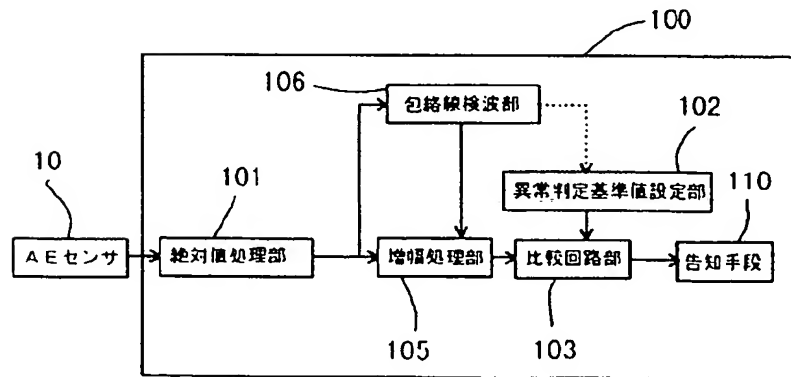 100
106
包絡線検波部
102
10
101
異常判定基準値設定部
110
AEセンサ
絶対値処理部
増幅処理部
比較回路部
告知手段
105
103